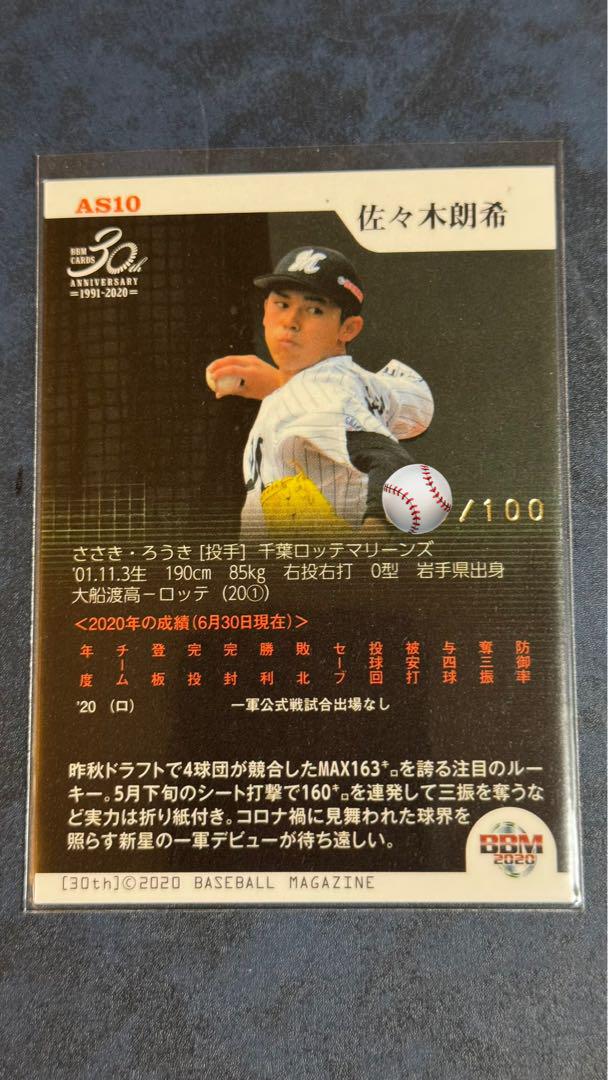 AS10
佐々木朗希
BBM CARDS 30th
ANNIVERSARY
=1991-2020=
M
/100
ささき・ろうき [投手] 千葉ロッテマリーンズ
'01.11.3生 190cm 85kg 右投右打 O型 岩手県出身
大船渡高－ロッテ（20①）
＜2020年の成績(6月30日現在)＞
年度 チーム 登板 完投 完封 勝利 敗北 セーブ 投球回 被安打 与四球 奪三振 防御率
'20 （ロ） 一軍公式戦試合出場なし
昨秋ドラフトで4球団が競合したMAX163㌔を誇る注目のルー
キー。5月下旬のシート打撃で160㌔を連発して三振を奪うな
ど実力は折り紙付き。コロナ禍に見舞われた球界を
照らす新星の一軍デビューが待ち遠しい。
BBM
2020
[30th]©2020 BASEBALL MAGAZINE